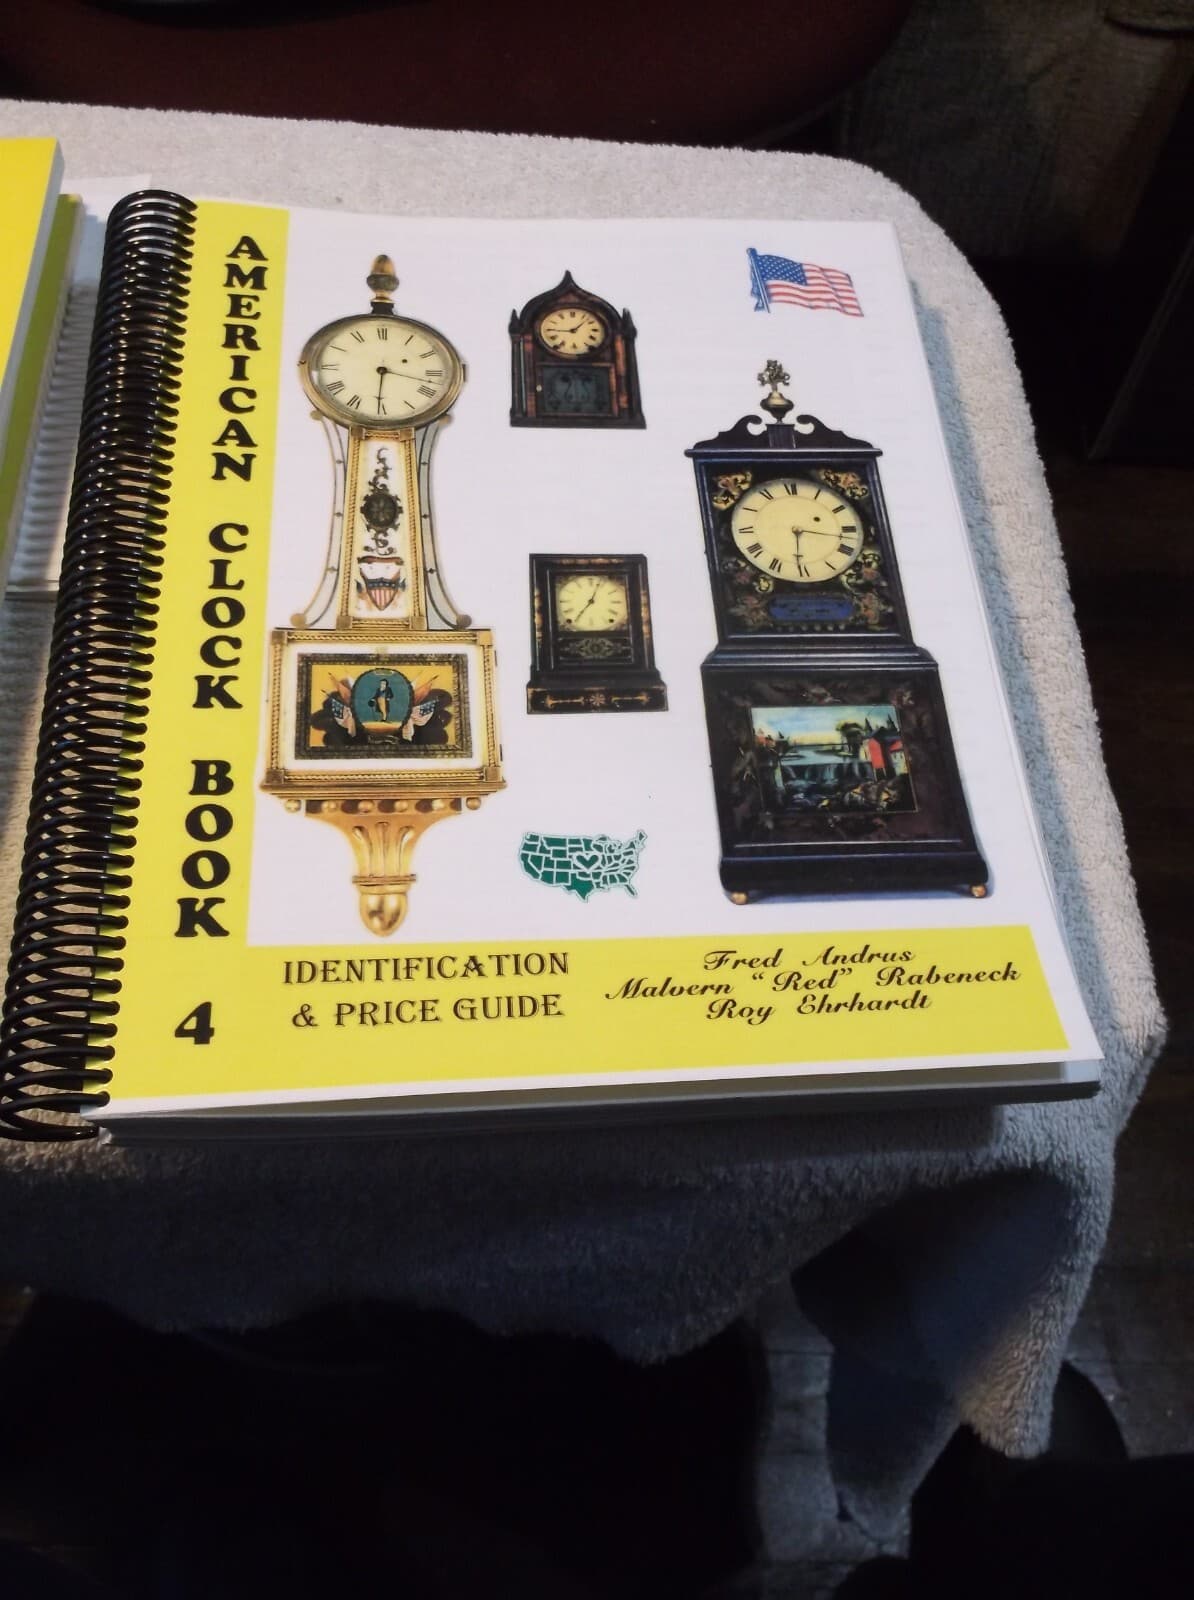 AMERICAN CLOCK BOOK 4
IDENTIFICATION
& PRICE GUIDE
Fred Andrus
Malvern "Red" Rabeneck
Roy Ehrhardt